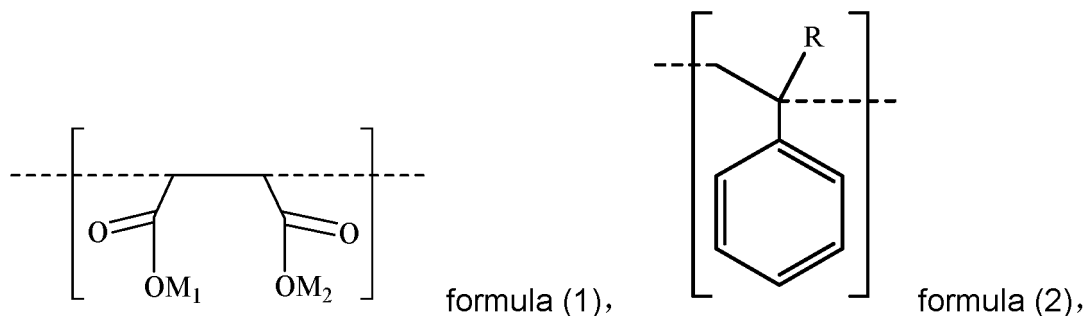 R
O
O
OM₁
OM₂
formula (1)，
formula (2)，